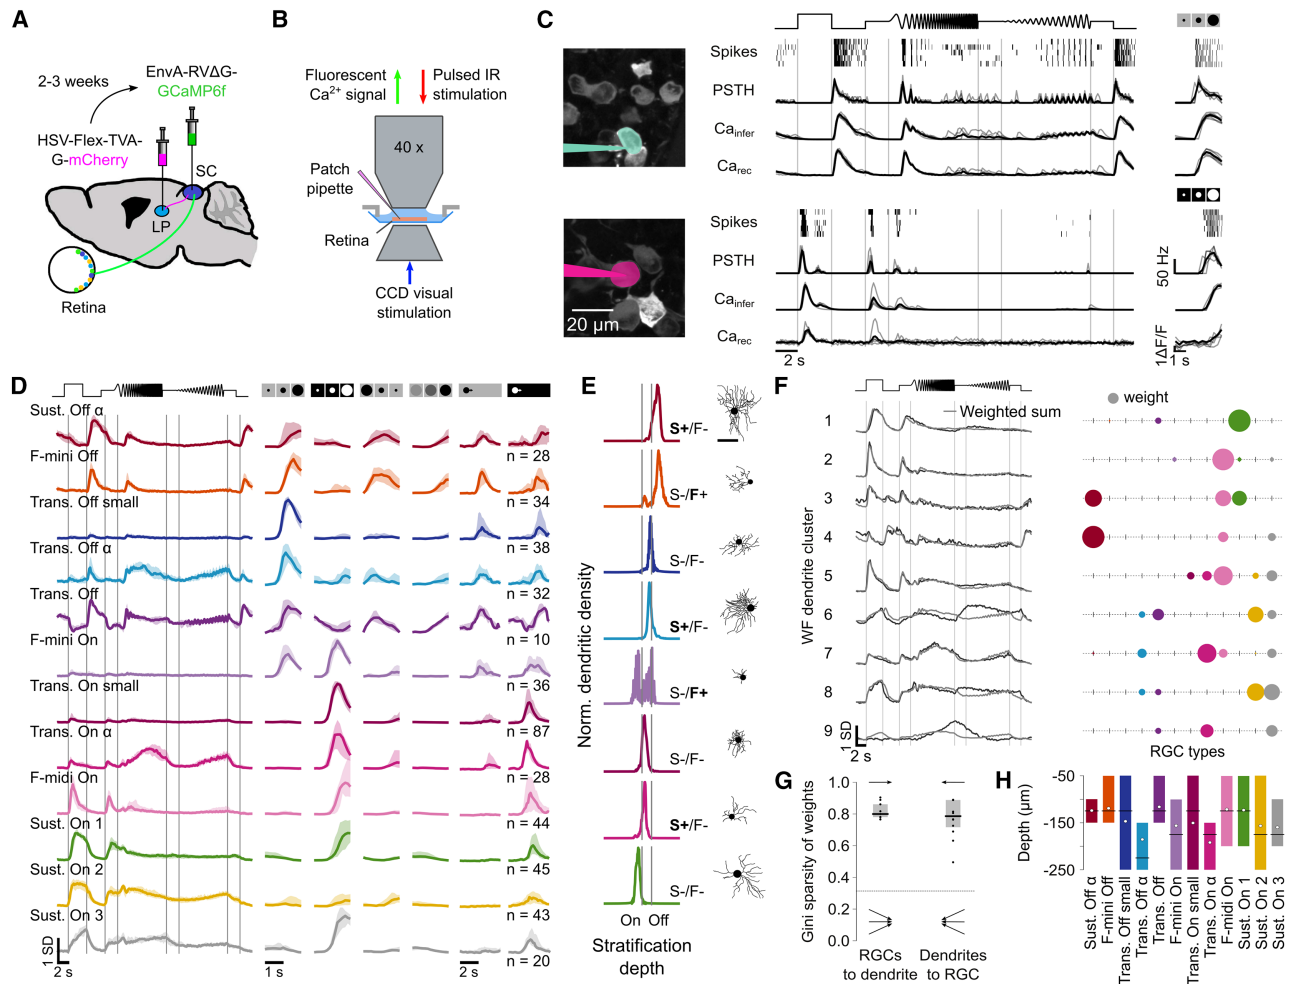 A
2-3 weeks
EnvA-RVΔG-
GCaMP6f
HSV-Flex-TVA-
G-mCherry
SC
LP
Retina
B
Fluorescent
Ca2+ signal
Pulsed IR
stimulation
40 x
Patch
pipette
Retina
CCD visual
stimulation
C
20 μm
Spikes
PSTH
Cainfer
Carec
Spikes
PSTH
Cainfer
Carec
2 s
50 Hz
1ΔF/F
1 s
D
Sust. Off α
n = 28
F-mini Off
n = 34
Trans. Off small
n = 38
Trans. Off α
n = 32
Trans. Off
n = 10
F-mini On
n = 36
Trans. On small
n = 87
Trans. On α
n = 28
F-midi On
n = 44
Sust. On 1
n = 45
Sust. On 2
n = 43
Sust. On 3
n = 20
1 SD
2 s
1 s
2 s
E
Norm. dendritic density
S+/F-
S-/F+
S-/F-
S+/F-
S-/F+
S-/F-
S+/F-
S-/F-
On Off
Stratification
depth
F
Weighted sum
weight
WF dendrite cluster
1
2
3
4
5
6
7
8
9
1 SD
2 s
RGC types
G
Gini sparsity of weights
1.0
0.8
0.6
0.4
0.2
0.0
RGCs
to dendrite
Dendrites
to RGC
H
Depth (μm)
-50
-150
-250
-50
-150
-250
Sust. Off α
F-mini Off
Trans. Off small
Trans. Off α
Trans. Off
F-mini On
Trans. On small
Trans. On α
F-midi On
Sust. On 1
Sust. On 2
Sust. On 3